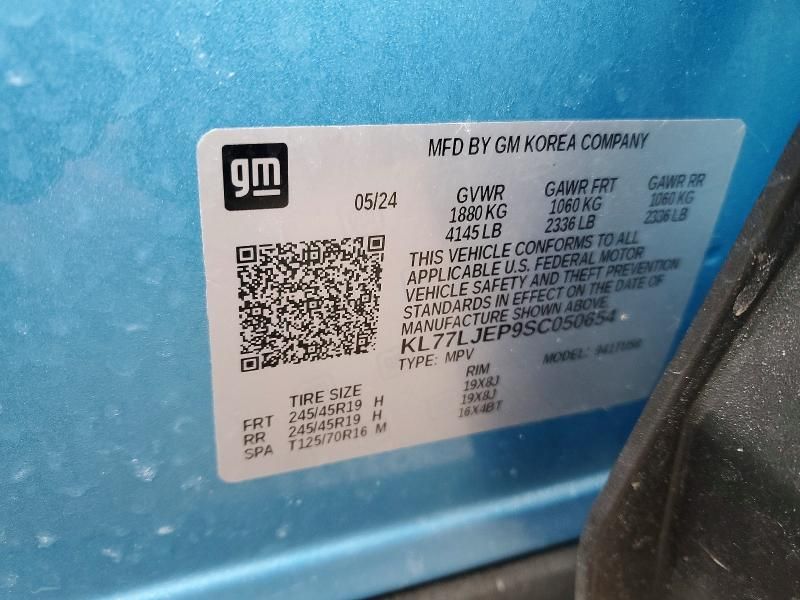 gm
MFD BY GM KOREA COMPANY
05/24
GVWR GAWR FRT GAWR RR
1880 KG 1060 KG 1060 KG
4145 LB 2336 LB 2336 LB
THIS VEHICLE CONFORMS TO ALL
APPLICABLE U.S. FEDERAL MOTOR
VEHICLE SAFETY AND THEFT PREVENTION
STANDARDS IN EFFECT ON THE DATE OF
MANUFACTURE SHOWN ABOVE.
KL77LJEP9SC050654
TYPE: MPV MODEL:
TIRE SIZE RIM
FRT 245/45R19 H 19X8J
RR 245/45R19 H 19X8J
SPA T125/70R16 M 16X4BT